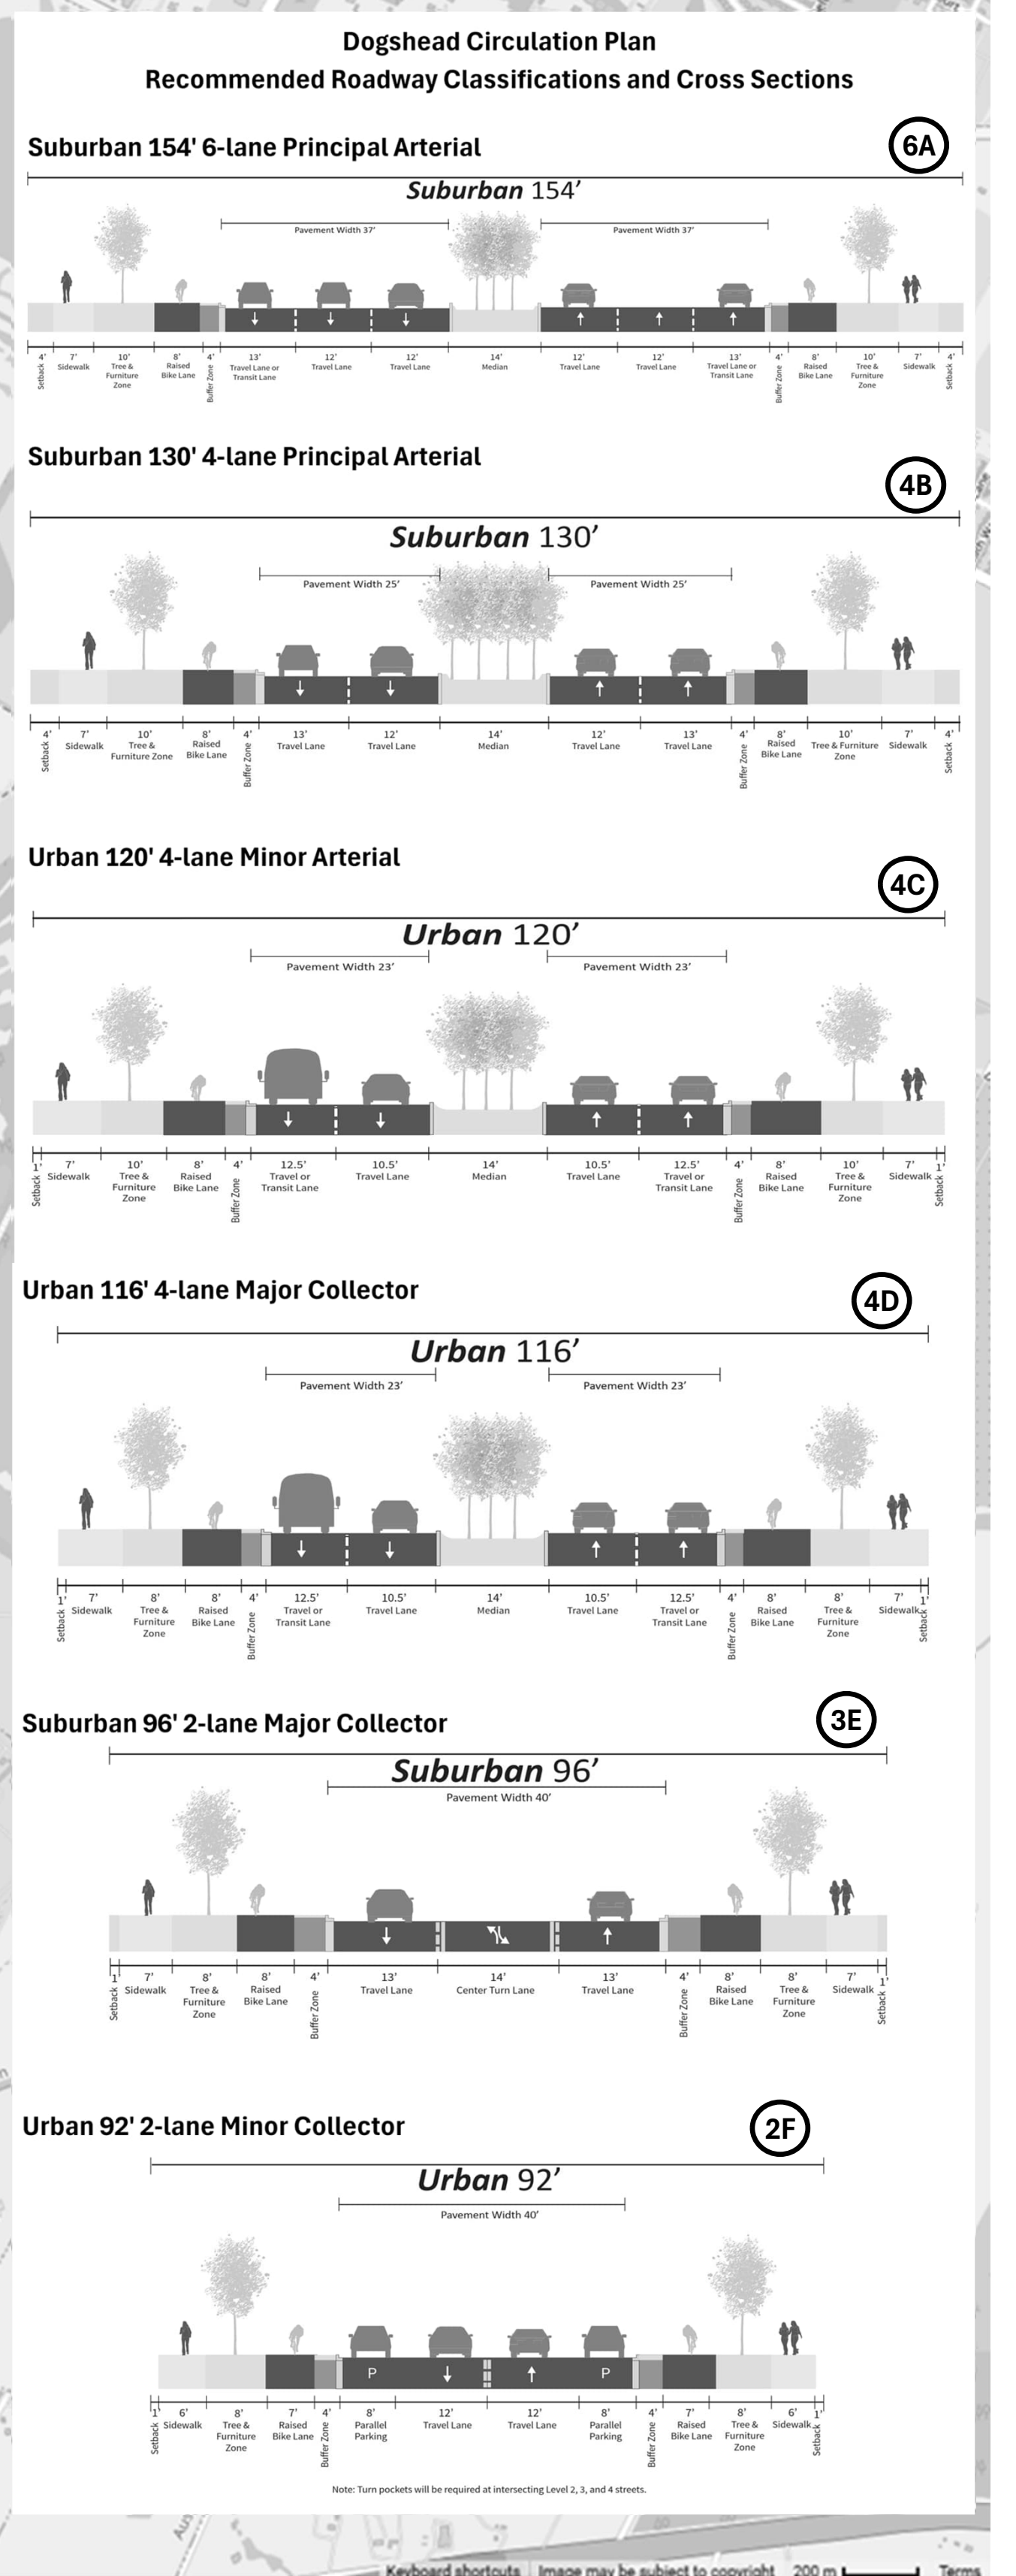 Dogshead Circulation Plan
Recommended Roadway Classifications and Cross Sections
Suburban 154' 6-lane Principal Arterial
6A
Suburban 154’
Pavement Width 37’
Pavement Width 37’
4’ 7’ 10’ 8’ 4’ 13’ 12’ 12’ 14’ 12’ 12’ 13’ 4’ 8’ 10’ 7’ 4’
Setback Sidewalk Tree & Furniture Zone Raised Bike Lane Buffer Zone Travel Lane or Transit Lane Travel Lane Travel Lane Median Travel Lane Travel Lane Travel Lane or Transit Lane Buffer Zone Raised Bike Lane Tree & Furniture Zone Sidewalk Setback
Suburban 130' 4-lane Principal Arterial
4B
Suburban 130’
Pavement Width 25’
Pavement Width 25’
4’ 7’ 10’ 8’ 4’ 13’ 12’ 14’ 12’ 13’ 4’ 8’ 10’ 7’ 4’
Setback Sidewalk Tree & Furniture Zone Raised Bike Lane Buffer Zone Travel Lane Travel Lane Median Travel Lane Travel Lane Buffer Zone Raised Bike Lane Tree & Furniture Zone Sidewalk Setback
Urban 120' 4-lane Minor Arterial
4C
Urban 120’
Pavement Width 23’
Pavement Width 23’
1’ 7’ 10’ 8’ 4’ 12.5’ 10.5’ 14’ 10.5’ 12.5’ 4’ 8’ 10’ 7’ 1’
Setback Sidewalk Tree & Furniture Zone Raised Bike Lane Buffer Zone Travel or Transit Lane Travel Lane Median Travel Lane Travel or Transit Lane Buffer Zone Raised Bike Lane Tree & Furniture Zone Sidewalk Setback
Urban 116' 4-lane Major Collector
4D
Urban 116’
Pavement Width 23’
Pavement Width 23’
1’ 7’ 8’ 8’ 4’ 12.5’ 10.5’ 14’ 10.5’ 12.5’ 4’ 8’ 8’ 7’ 1’
Setback Sidewalk Tree & Furniture Zone Raised Bike Lane Buffer Zone Travel or Transit Lane Travel Lane Median Travel Lane Travel or Transit Lane Buffer Zone Raised Bike Lane Tree & Furniture Zone Sidewalk Setback
Suburban 96' 2-lane Major Collector
3E
Suburban 96’
Pavement Width 40’
1’ 7’ 8’ 8’ 4’ 13’ 14’ 13’ 4’ 8’ 8’ 7’ 1’
Setback Sidewalk Tree & Furniture Zone Raised Bike Lane Buffer Zone Travel Lane Center Turn Lane Travel Lane Buffer Zone Raised Bike Lane Tree & Furniture Zone Sidewalk Setback
Urban 92' 2-lane Minor Collector
2F
Urban 92’
Pavement Width 40’
P P
1’ 6’ 8’ 7’ 4’ 8’ 12’ 12’ 8’ 4’ 7’ 8’ 6’ 1’
Setback Sidewalk Tree & Furniture Zone Raised Bike Lane Buffer Zone Parallel Parking Travel Lane Travel Lane Parallel Parking Buffer Zone Raised Bike Lane Tree & Furniture Zone Sidewalk Setback
Note: Turn pockets will be required at intersecting Level 2, 3, and 4 streets.
Keyboard shortcuts Image may be subject to copyright 200 m Terms